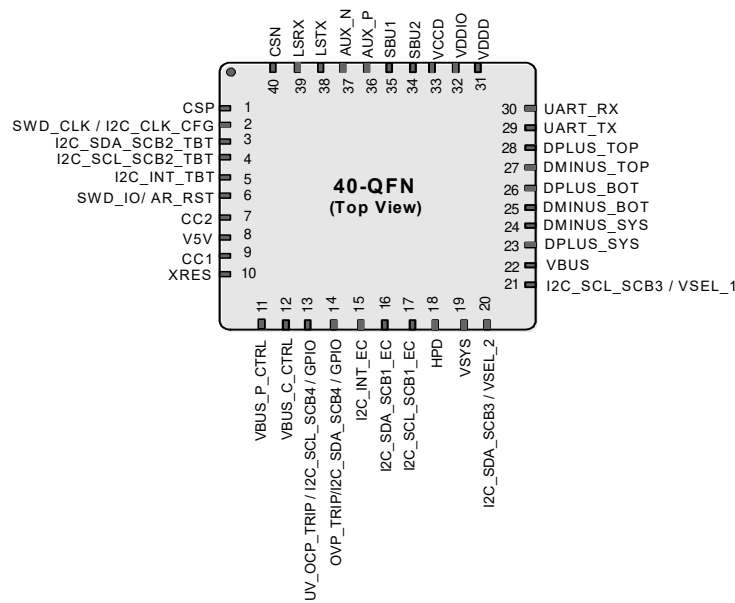 CSN
LSRX
LSTX
AUX_N
AUX_P
SBU1
SBU2
VCCD
VDDIO
VDDD
40
39
38
37
36
35
34
33
32
31
CSP 1
SWD_CLK / I2C_CLK_CFG 2
I2C_SDA_SCB2_TBT 3
I2C_SCL_SCB2_TBT 4
I2C_INT_TBT 5
SWD_IO/ AR_RST 6
CC2 7
V5V 8
CC1 9
XRES 10
40-QFN
(Top View)
30 UART_RX
29 UART_TX
28 DPLUS_TOP
27 DMINUS_TOP
26 DPLUS_BOT
25 DMINUS_BOT
24 DMINUS_SYS
23 DPLUS_SYS
22 VBUS
21 I2C_SCL_SCB3 / VSEL_1
11
12
13
14
15
16
17
18
19
20
VBUS_P_CTRL
VBUS_C_CTRL
UV_OCP_TRIP / I2C_SCL_SCB4 / GPIO
OVP_TRIP/I2C_SDA_SCB4 / GPIO
I2C_INT_EC
I2C_SDA_SCB1_EC
I2C_SCL_SCB1_EC
HPD
VSYS
I2C_SDA_SCB3 / VSEL_2